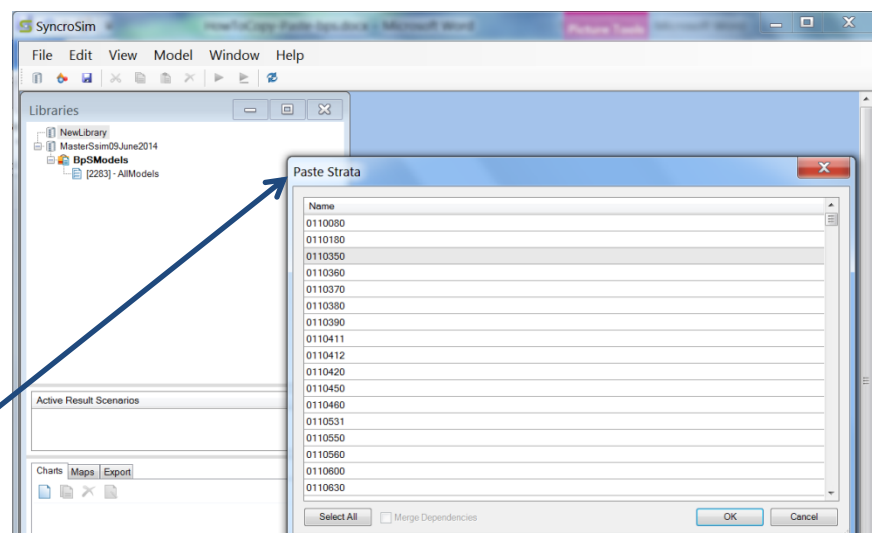 SyncroSim
HowToCopy-Paste-bps.docx - Microsoft Word
Picture Tools
File Edit View Model Window Help
Libraries
NewLibrary
MasterSsim09June2014
BpSModels
[2283] - AllModels
Paste Strata
Name
0110080
0110180
0110350
0110360
0110370
0110380
0110390
0110411
0110412
0110420
0110450
0110460
0110531
0110550
0110560
0110600
0110630
Active Result Scenarios
Charts Maps Export
Select All Merge Dependencies OK Cancel